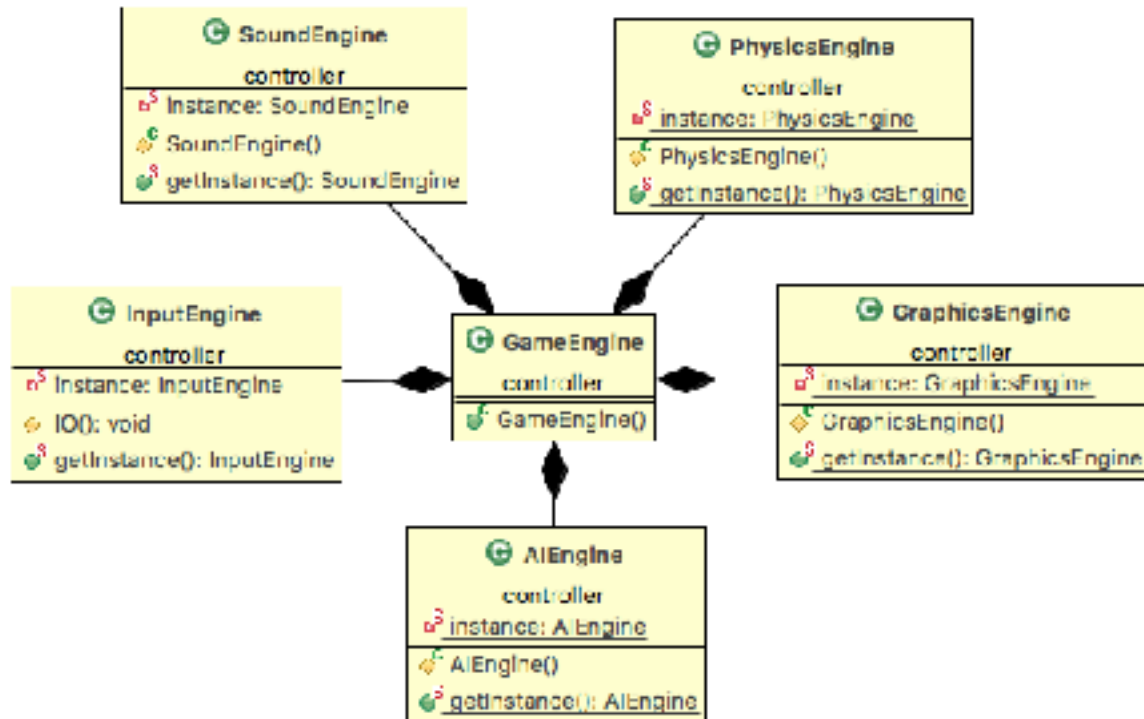 SoundEngine
controller
instance: SoundEngine
SoundEngine()
getInstance(): SoundEngine
PhysicsEngine
controller
instance: PhysicsEngine
PhysicsEngine()
getInstance(): PhysicsEngine
InputEngine
controller
instance: InputEngine
IO(): void
getInstance(): InputEngine
GameEngine
controller
GameEngine()
GraphicsEngine
controller
instance: GraphicsEngine
GraphicsEngine()
getInstance(): GraphicsEngine
AIEngine
controller
instance: AIEngine
AIEngine()
getInstance(): AIEngine